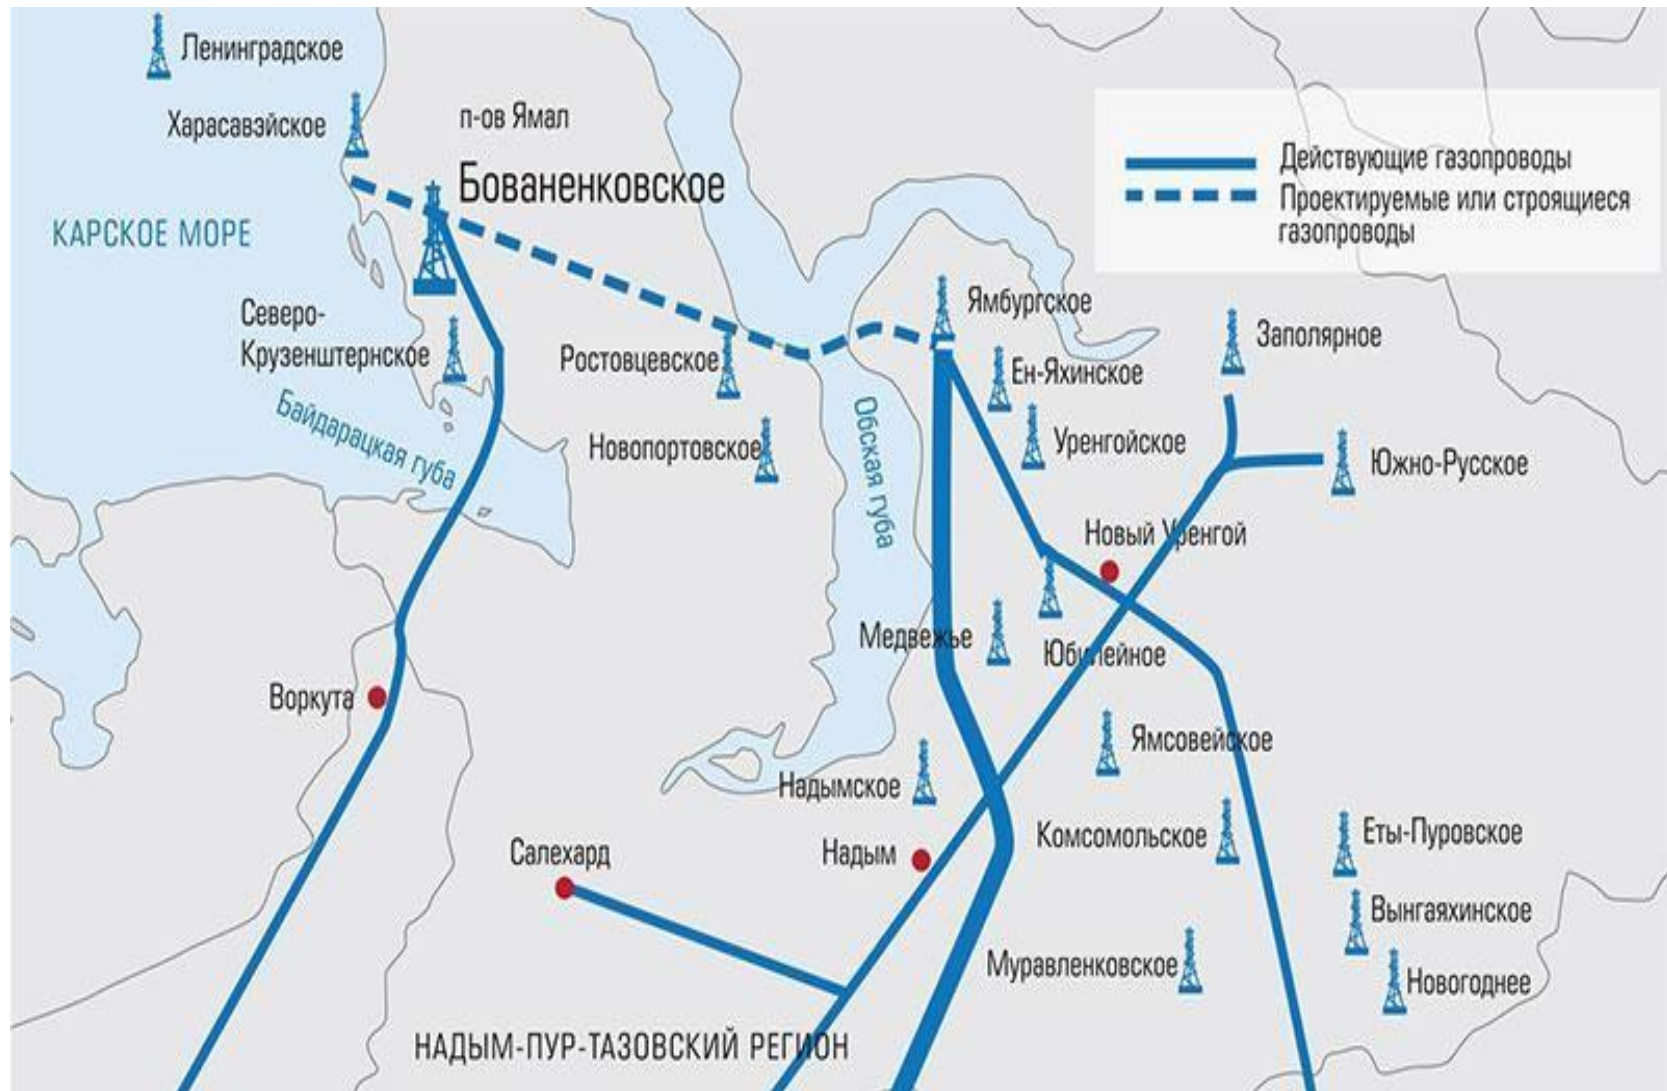 Ленинградское
Харасавэйское
п-ов Ямал
Бованенковское
Действующие газопроводы
Проектируемые или строящиеся
газопроводы
КАРСКОЕ МОРЕ
Северо-
Крузенштернское
Ямбургское
Заполярное
Ростовцевское
Ен-Яхинское
Байдарацкая губа
Обская губа
Новопортовское
Уренгойское
Южно-Русское
Новый Уренгой
Медвежье
Юбилейное
Воркута
Ямсовейское
Надымское
Комсомольское
Еты-Пуровское
Салехард
Надым
Вынгаяхинское
Муравленковское
Новогоднее
НАДЫМ-ПУР-ТАЗОВСКИЙ РЕГИОН